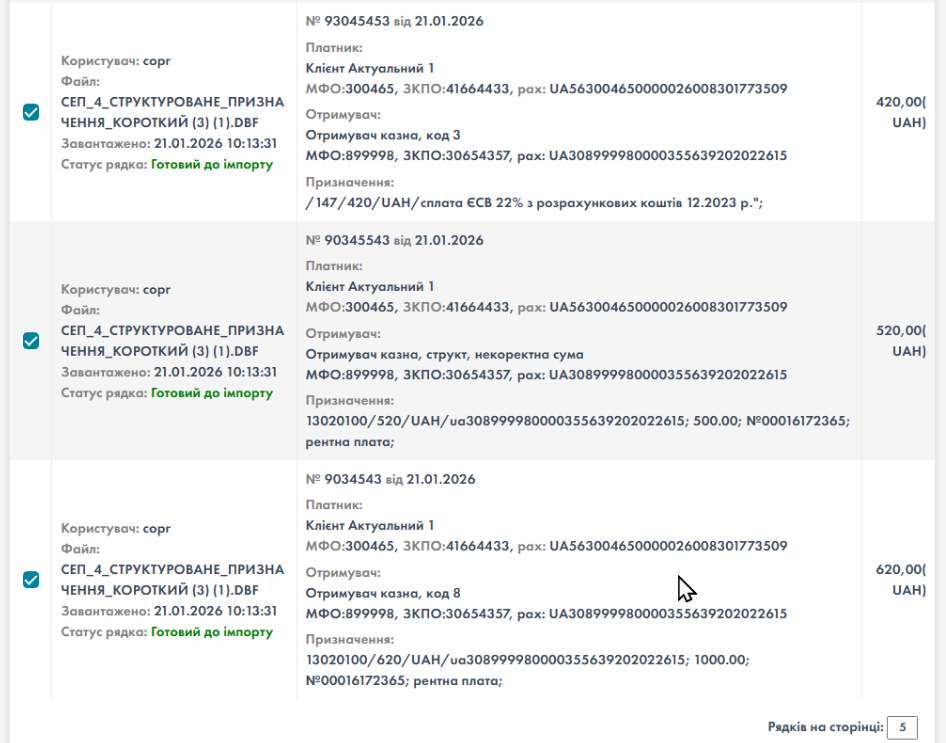 № 93045453 від 21.01.2026
Користувач: copr
Файл:
СЕП_4_СТРУКТУРОВАНЕ_ПРИЗНА
ЧЕННЯ_КОРОТКИЙ (3) (1).DBF
Завантажено: 21.01.2026 10:13:31
Статус рядка: Готовий до імпорту
Платник:
Клієнт Актуальний 1
МФО:300465, ЗКПО:41664433, рах: UA563004650000026008301773509
Отримувач:
Отримувач казна, код 3
МФО:899998, ЗКПО:30654357, рах: UA308999980000355639202022615
Призначення:
/147/420/UAH/сплата ЄСВ 22% з розрахункових коштів 12.2023 р.";
420,00(
UAH)
№ 90345543 від 21.01.2026
Користувач: copr
Файл:
СЕП_4_СТРУКТУРОВАНЕ_ПРИЗНА
ЧЕННЯ_КОРОТКИЙ (3) (1).DBF
Завантажено: 21.01.2026 10:13:31
Статус рядка: Готовий до імпорту
Платник:
Клієнт Актуальний 1
МФО:300465, ЗКПО:41664433, рах: UA563004650000026008301773509
Отримувач:
Отримувач казна, структ, некоректна сума
МФО:899998, ЗКПО:30654357, рах: UA308999980000355639202022615
Призначення:
13020100/520/UAH/ua308999980000355639202022615; 500.00; №00016172365;
рентна плата;
520,00(
UAH)
№ 9034543 від 21.01.2026
Користувач: copr
Файл:
СЕП_4_СТРУКТУРОВАНЕ_ПРИЗНА
ЧЕННЯ_КОРОТКИЙ (3) (1).DBF
Завантажено: 21.01.2026 10:13:31
Статус рядка: Готовий до імпорту
Платник:
Клієнт Актуальний 1
МФО:300465, ЗКПО:41664433, рах: UA563004650000026008301773509
Отримувач:
Отримувач казна, код 8
МФО:899998, ЗКПО:30654357, рах: UA308999980000355639202022615
Призначення:
13020100/620/UAH/ua308999980000355639202022615; 1000.00;
№00016172365; рентна плата;
620,00(
UAH)
Рядків на сторінці: 5